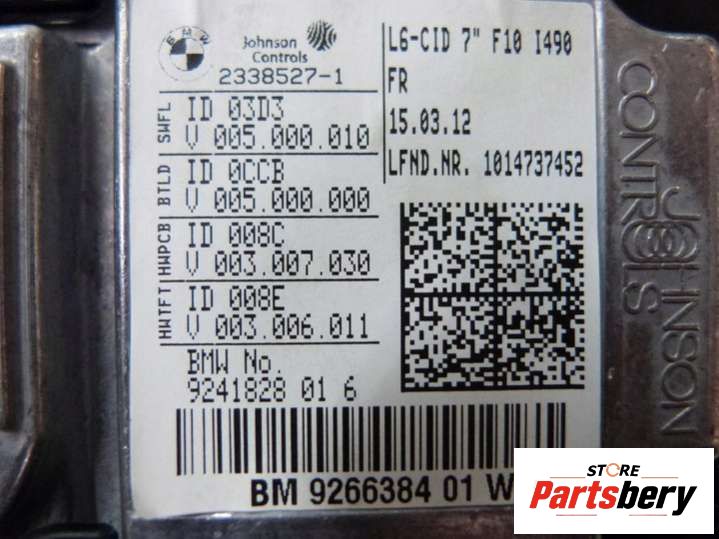 BMW
Johnson Controls
2338527-1
SWFL ID 03D3
V 005.000.010
BTLD ID 0CCB
V 005.000.000
HWPCB ID 008C
V 003.007.030
HWTFT ID 008E
V 003.006.011
BMW No.
9241828 01 6
BM 9266384 01 W
L6-CID 7" F10 I490
FR
15.03.12
LFND.NR. 1014737452
JOHNSON
CONTROLS
STORE
Partsbery